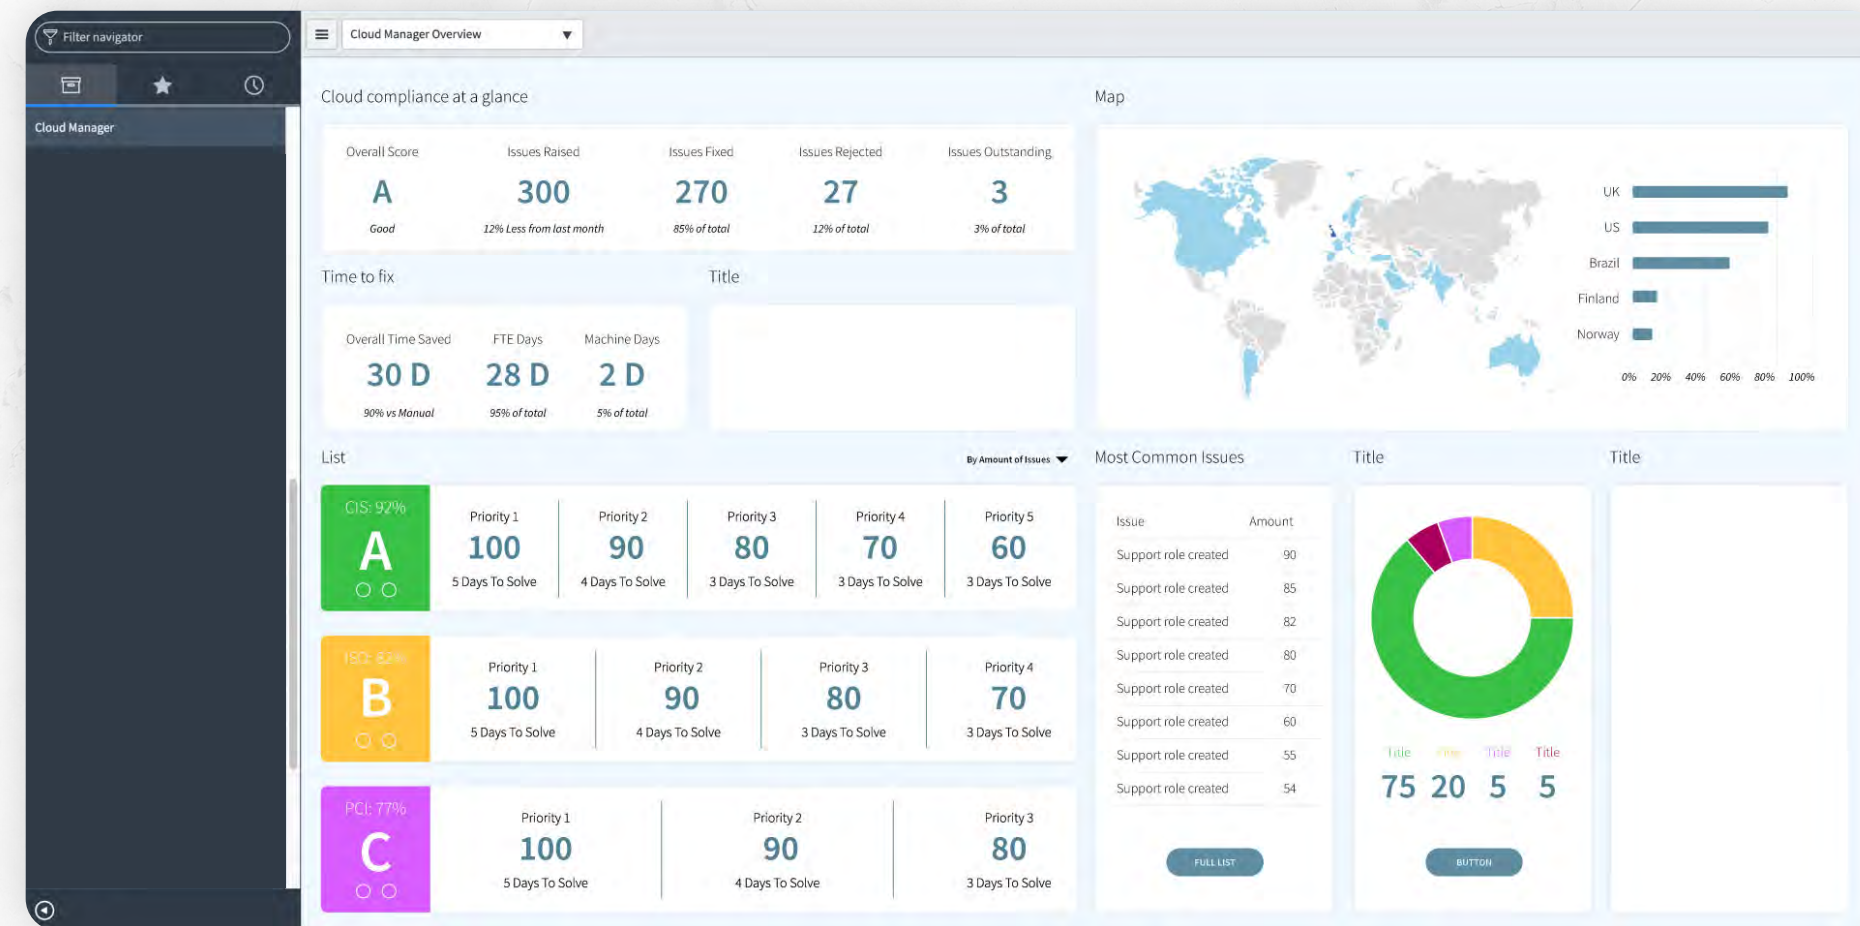 Filter navigator
Cloud Manager
Cloud Manager Overview
Cloud compliance at a glance
Overall Score
A
Good
Issues Raised
300
12% Less from last month
Issues Fixed
270
85% of total
Issues Rejected
27
12% of total
Issues Outstanding
3
3% of total
Time to fix
Overall Time Saved
30 D
90% vs Manual
FTE Days
28 D
95% of total
Machine Days
2 D
5% of total
Title
Map
UK
US
Brazil
Finland
Norway
0% 20% 40% 60% 80% 100%
List
By Amount of Issues
CIS: 92%
A
Priority 1
100
5 Days To Solve
Priority 2
90
4 Days To Solve
Priority 3
80
3 Days To Solve
Priority 4
70
3 Days To Solve
Priority 5
60
3 Days To Solve
B
Priority 1
100
5 Days To Solve
Priority 2
90
4 Days To Solve
Priority 3
80
3 Days To Solve
Priority 4
70
3 Days To Solve
PCI: 77%
C
Priority 1
100
5 Days To Solve
Priority 2
90
4 Days To Solve
Priority 3
80
3 Days To Solve
Most Common Issues
Issue Amount
Support role created 90
Support role created 85
Support role created 82
Support role created 80
Support role created 70
Support role created 60
Support role created 55
Support role created 54
FULL LIST
Title
Title Title Title Title
75 20 5 5
BUTTON
Title